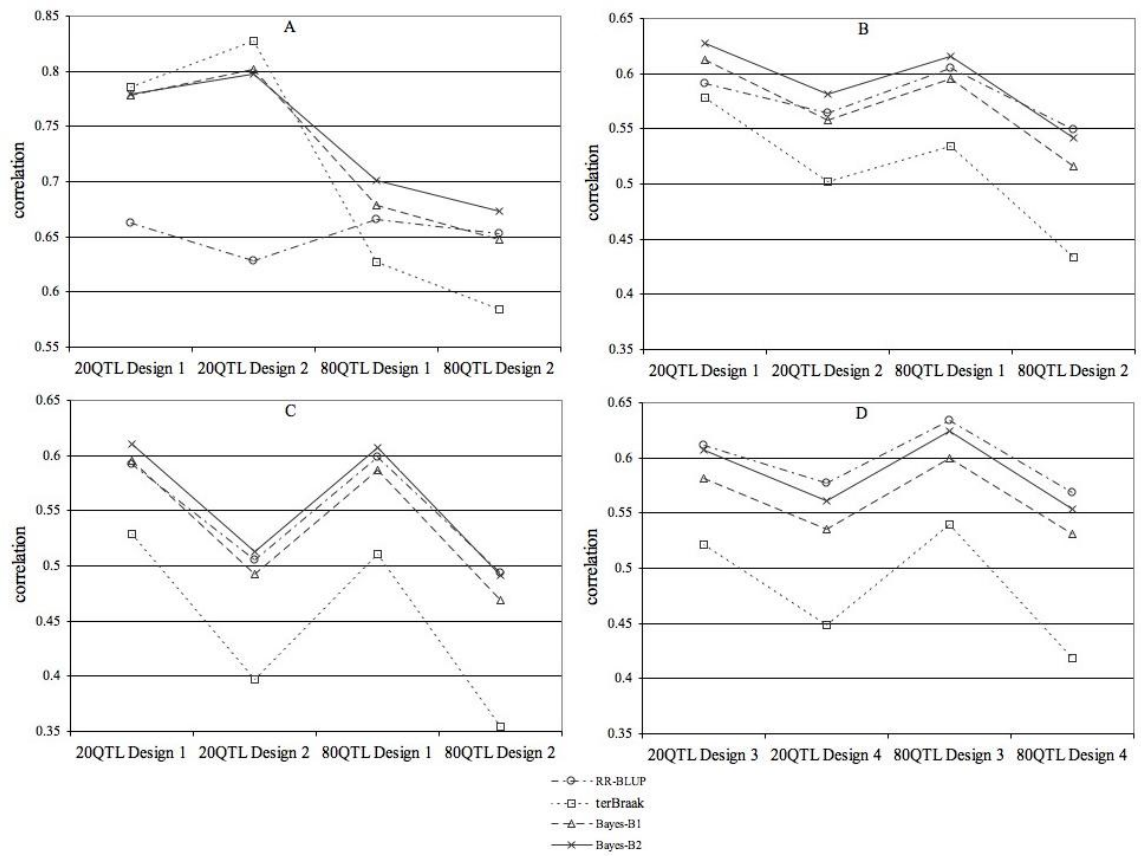 A
0.85
0.8
0.75
0.7
0.65
0.6
0.55
correlation
20QTL Design 1
20QTL Design 2
80QTL Design 1
80QTL Design 2
B
0.65
0.6
0.55
0.5
0.45
0.4
0.35
correlation
20QTL Design 1
20QTL Design 2
80QTL Design 1
80QTL Design 2
C
0.65
0.6
0.55
0.5
0.45
0.4
0.35
correlation
20QTL Design 1
20QTL Design 2
80QTL Design 1
80QTL Design 2
D
0.65
0.6
0.55
0.5
0.45
0.4
0.35
correlation
20QTL Design 3
20QTL Design 4
80QTL Design 3
80QTL Design 4
RR-BLUP
terBraak
Bayes-B1
Bayes-B2